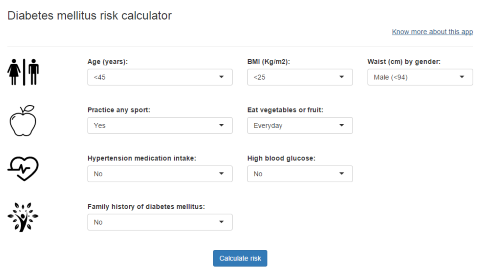 Diabetes mellitus risk calculator
Know more about this app
Age (years): BMI (Kg/m2): Waist (cm) by gender:
<45 <25 Male (<94)
Practice any sport: Eat vegetables or fruit:
Yes Everyday
Hypertension medication intake: High blood glucose:
No No
Family history of diabetes mellitus:
No
Calculate risk